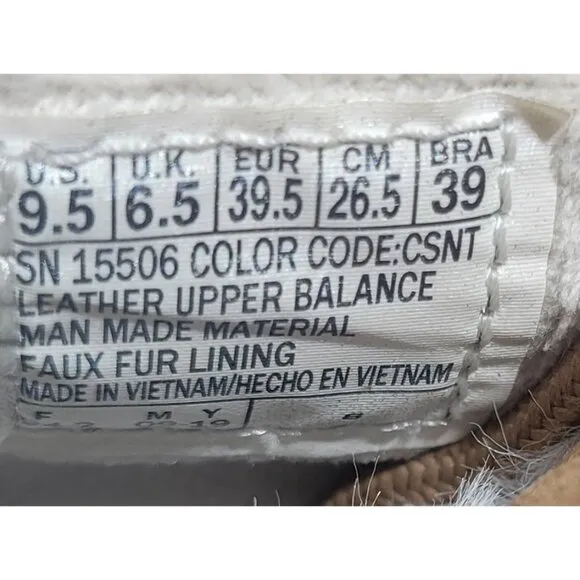 U.S. U.K. EUR CM BRA
9.5 6.5 39.5 26.5 39
SN 15506 COLOR CODE:CSNT
LEATHER UPPER BALANCE
MAN MADE MATERIAL
FAUX FUR LINING
MADE IN VIETNAM/HECHO EN VIETNAM
F M Y